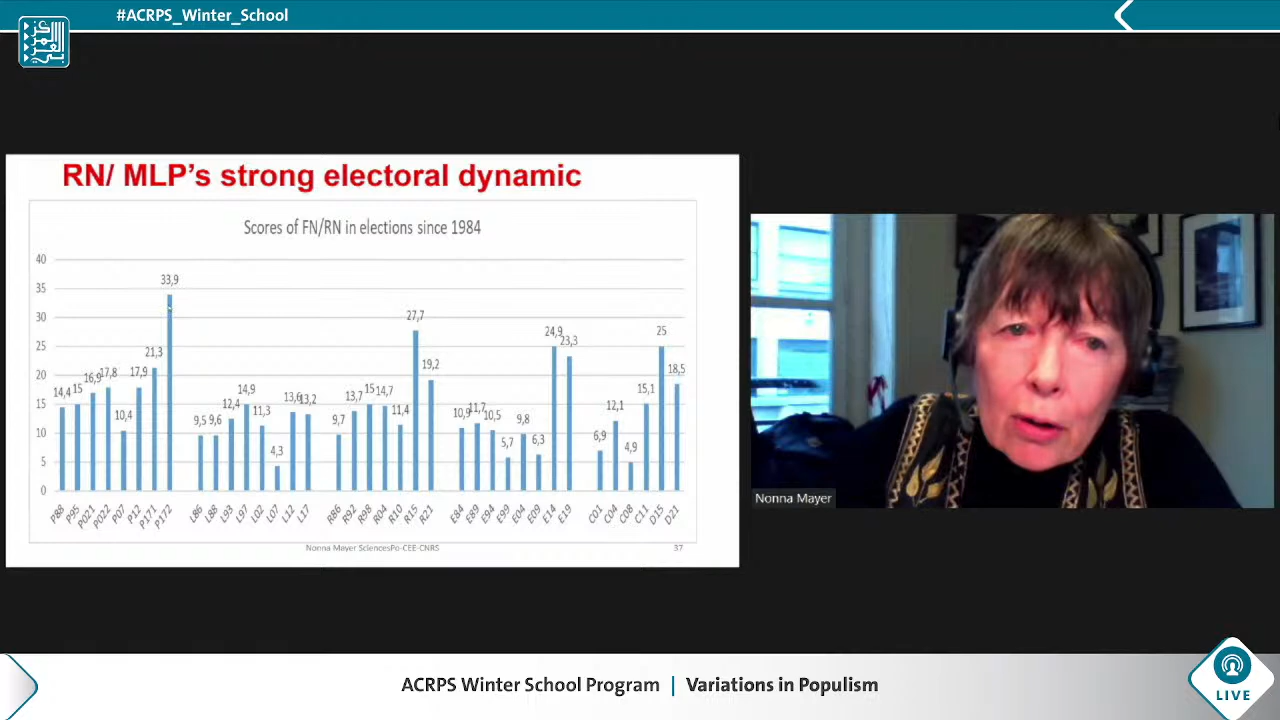 #ACRPS_Winter_School
RN/ MLP's strong electoral dynamic
Scores of FN/RN in elections since 1984
40
35
30
25
20
15
10
5
0
14,4
15
16,9
17,8
10,4
17,9
21,3
33,9
9,5
9,6
12,4
14,9
11,3
4,3
13,6
13,2
9,7
13,7
15
14,7
11,4
27,7
19,2
10,9
11,7
10,5
5,7
9,8
6,3
24,9
23,3
6,9
12,1
4,9
15,1
25
18,5
P88
P95
P021
P022
P07
P12
P171
P172
L86
L88
L93
L97
L02
L07
L12
L17
R86
R92
R98
R04
R10
R15
R21
E84
E89
E94
E99
E04
E09
E14
E19
C01
C04
C08
C11
D15
D21
Nonna Mayer SciencesPo-CEE-CNRS
37
Nonna Mayer
ACRPS Winter School Program | Variations in Populism
LIVE